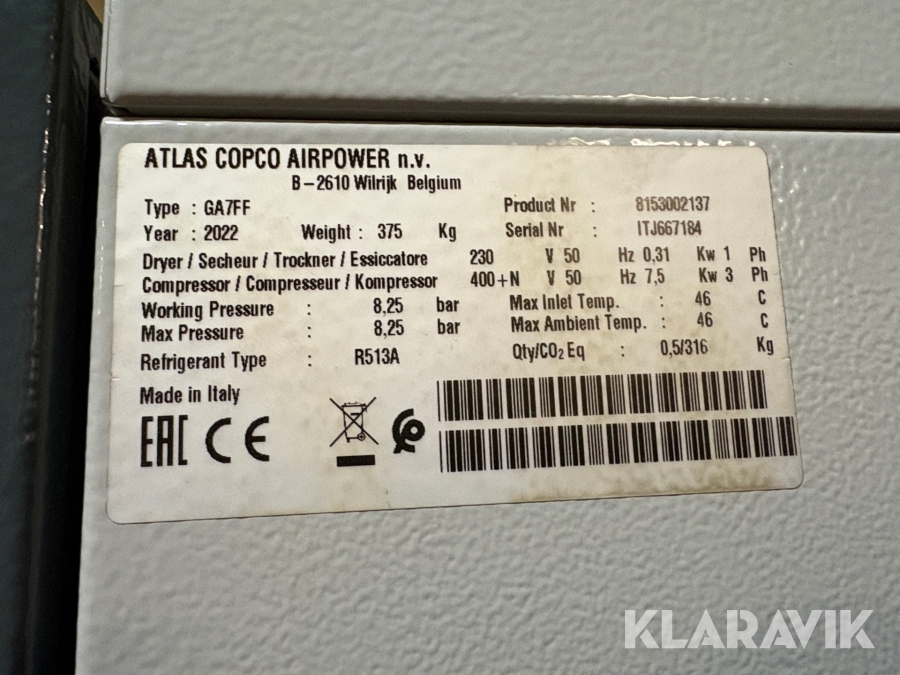 ATLAS COPCO AIRPOWER n.v.
B-2610 Wilrijk Belgium
Type : GA7FF Product Nr : 8153002137
Year : 2022 Weight : 375 Kg Serial Nr : ITJ667184
Dryer / Secheur / Trockner / Essiccatore 230 V 50 Hz 0,31 Kw 1 Ph
Compressor / Compresseur / Kompressor 400+N V 50 Hz 7,5 Kw 3 Ph
Working Pressure : 8,25 bar Max Inlet Temp. : 46 C
Max Pressure : 8,25 bar Max Ambient Temp. : 46 C
Refrigerant Type : R513A Qty/CO₂ Eq : 0,5/316 Kg
Made in Italy
EAC CE
KLARAVIK